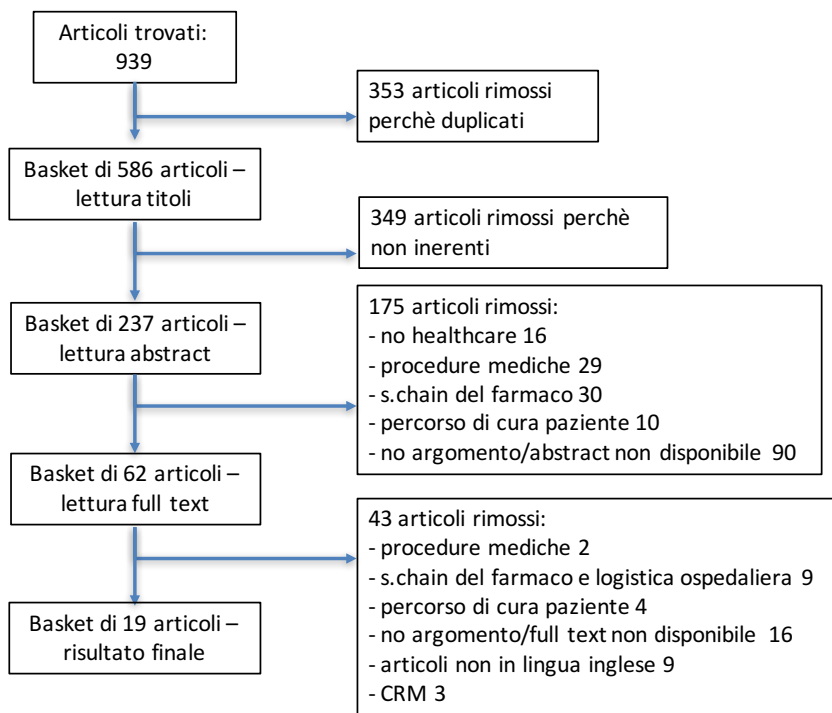 Articoli trovati:
939
353 articoli rimossi
perchè duplicati
Basket di 586 articoli –
lettura titoli
349 articoli rimossi perchè
non inerenti
Basket di 237 articoli –
lettura abstract
175 articoli rimossi:
- no healthcare 16
- procedure mediche 29
- s.chain del farmaco 30
- percorso di cura paziente 10
- no argomento/abstract non disponibile 90
Basket di 62 articoli –
lettura full text
43 articoli rimossi:
- procedure mediche 2
- s.chain del farmaco e logistica ospedaliera 9
- percorso di cura paziente 4
- no argomento/full text non disponibile 16
- articoli non in lingua inglese 9
- CRM 3
Basket di 19 articoli –
risultato finale